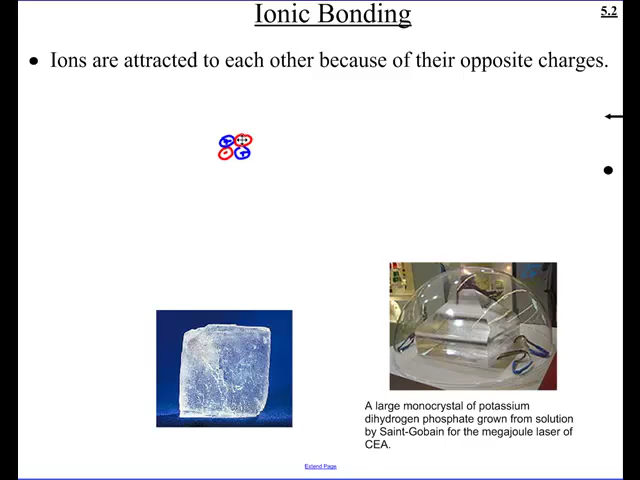 Ionic Bonding
5.2
• Ions are attracted to each other because of their opposite charges.
A large monocrystal of potassium
dihydrogen phosphate grown from solution
by Saint-Gobain for the megajoule laser of
CEA.
Extend Page